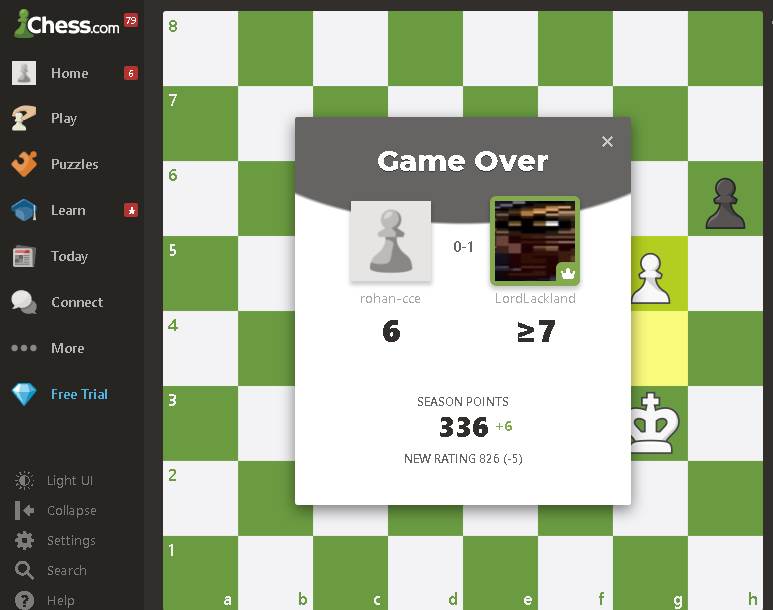 Chess.com 79
Home 6
Play
Puzzles
Learn
Today
Connect
More
Free Trial
Light UI
Collapse
Settings
Search
Help
8
7
6
5
4
3
2
1
a b c d e f g h
Game Over
×
0-1
rohan-cce LordLackland
6 ≥7
SEASON POINTS
336 +6
NEW RATING 826 (-5)